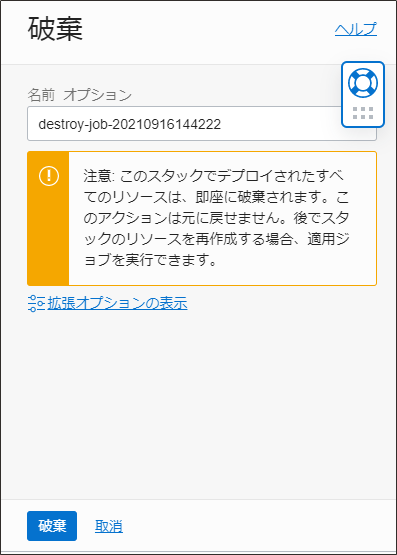 破棄
ヘルプ
名前 オプション
destroy-job-20210916144222
注意: このスタックでデプロイされたすべ
てのリソースは、即座に破棄されます。こ
のアクションは元に戻せません。後でスタ
ックのリソースを再作成する場合、適用ジ
ョブを実行できます。
拡張オプションの表示
破棄
取消